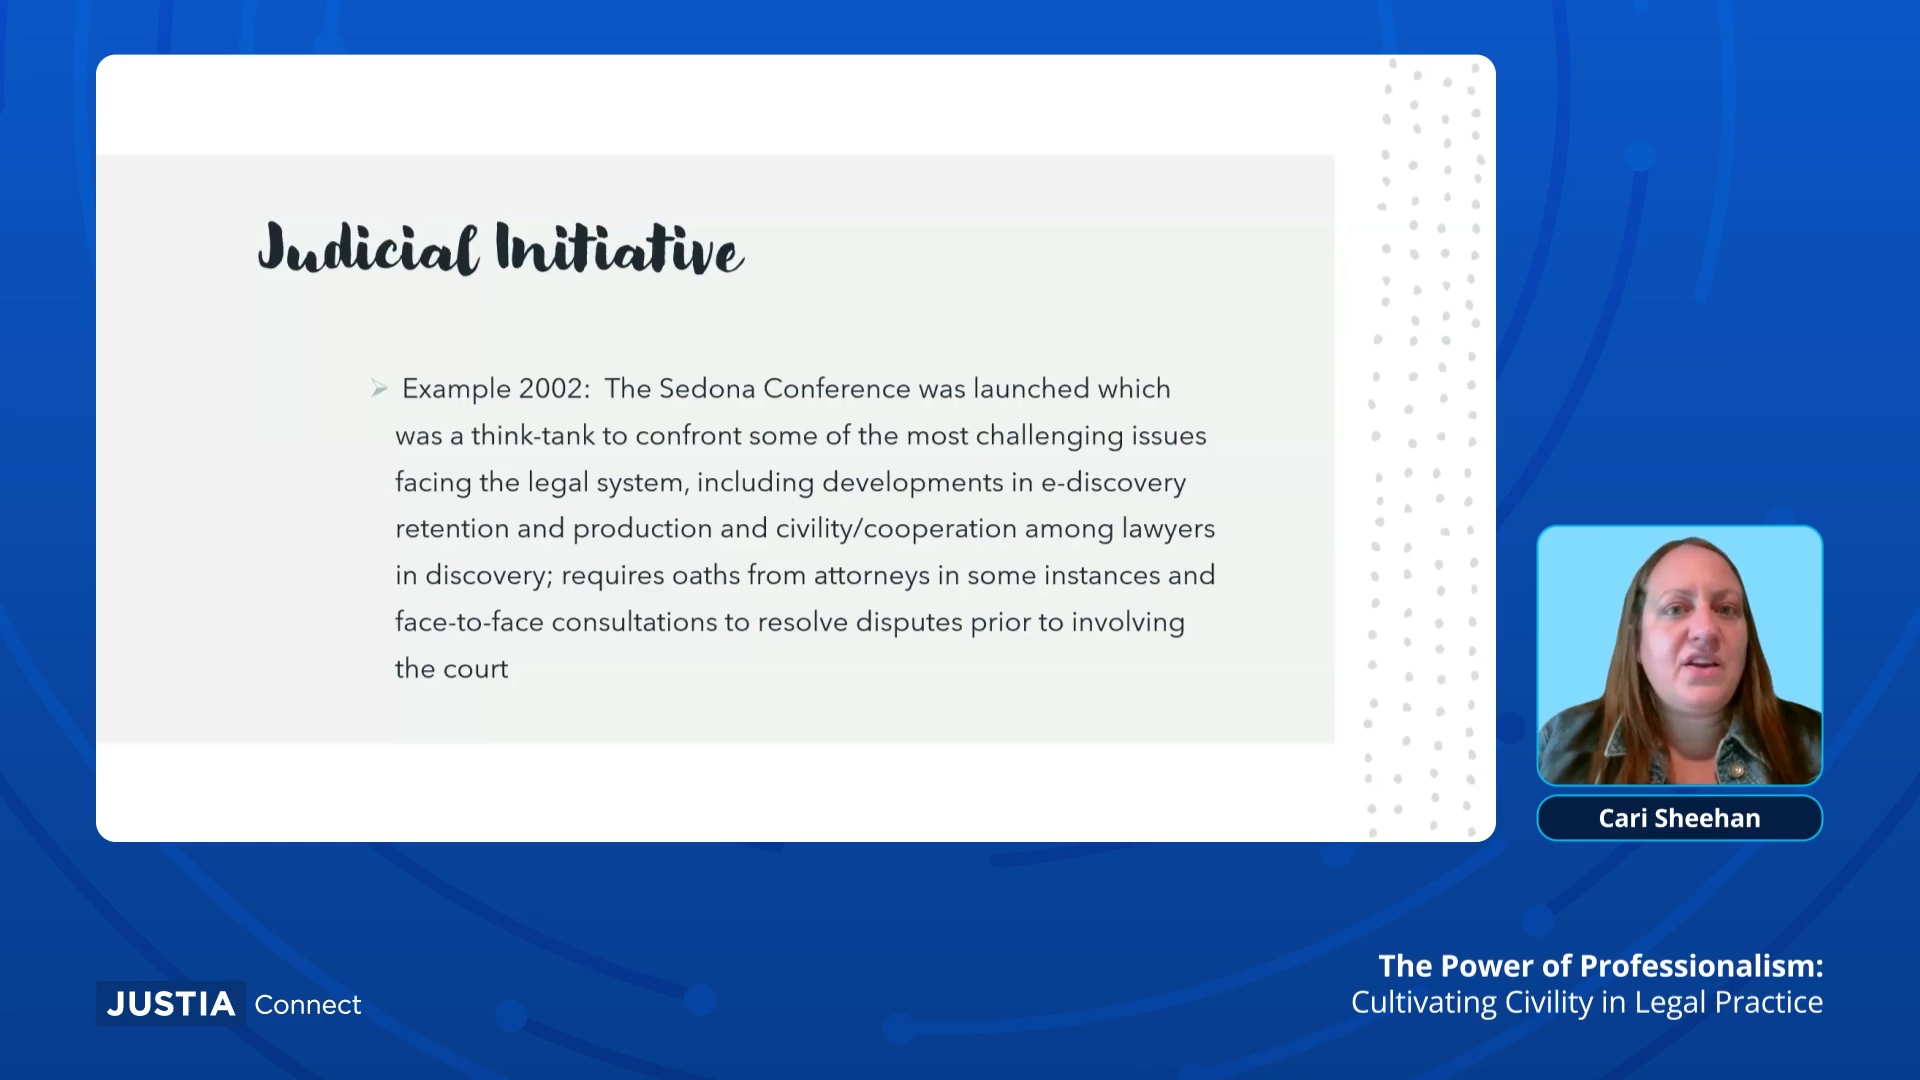 Judicial Initiative
Example 2002:  The Sedona Conference was launched which
was a think-tank to confront some of the most challenging issues
facing the legal system, including developments in e-discovery
retention and production and civility/cooperation among lawyers
in discovery; requires oaths from attorneys in some instances and
face-to-face consultations to resolve disputes prior to involving
the court
Cari Sheehan
The Power of Professionalism:
Cultivating Civility in Legal Practice
JUSTIA Connect